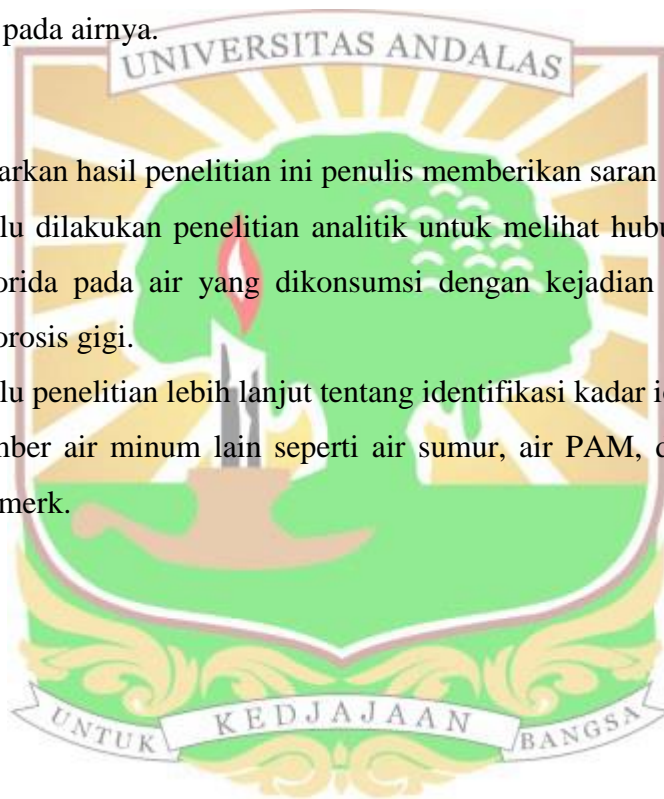 pada airnya.
UNIVERSITAS ANDALAS
arkan hasil penelitian ini penulis memberikan saran
lu dilakukan penelitian analitik untuk melihat hubu
orida pada air yang dikonsumsi dengan kejadian
orosis gigi.
lu penelitian lebih lanjut tentang identifikasi kadar i
mber air minum lain seperti air sumur, air PAM, d
merk.
UNTUK KEDJAJAAN BANGSA